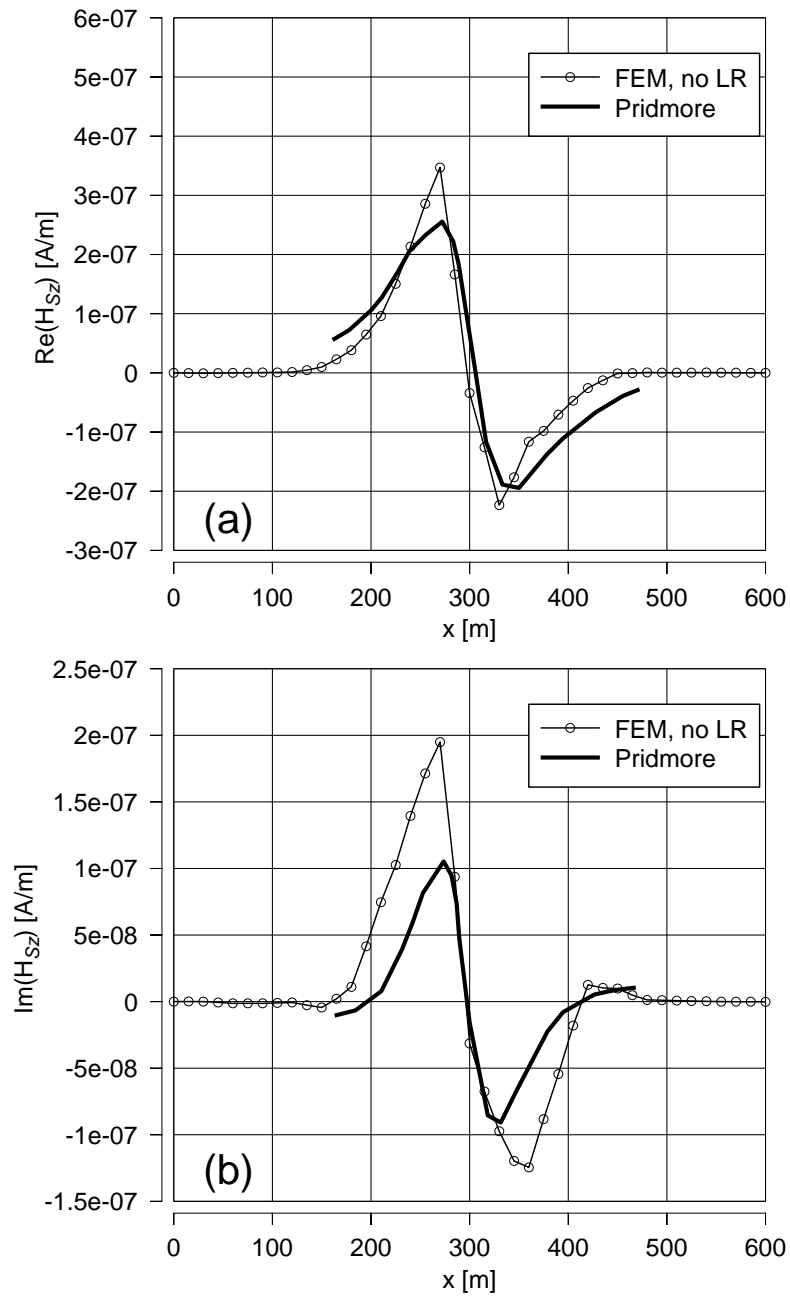 6e-07
5e-07
4e-07
3e-07
2e-07
1e-07
0
-1e-07
-2e-07
-3e-07
Re(H_Sz) [A/m]
FEM, no LR
Pridmore
(a)
0 100 200 300 400 500 600
x [m]
2.5e-07
2e-07
1.5e-07
1e-07
5e-08
0
-5e-08
-1e-07
-1.5e-07
Im(H_Sz) [A/m]
FEM, no LR
Pridmore
(b)
0 100 200 300 400 500 600
x [m]